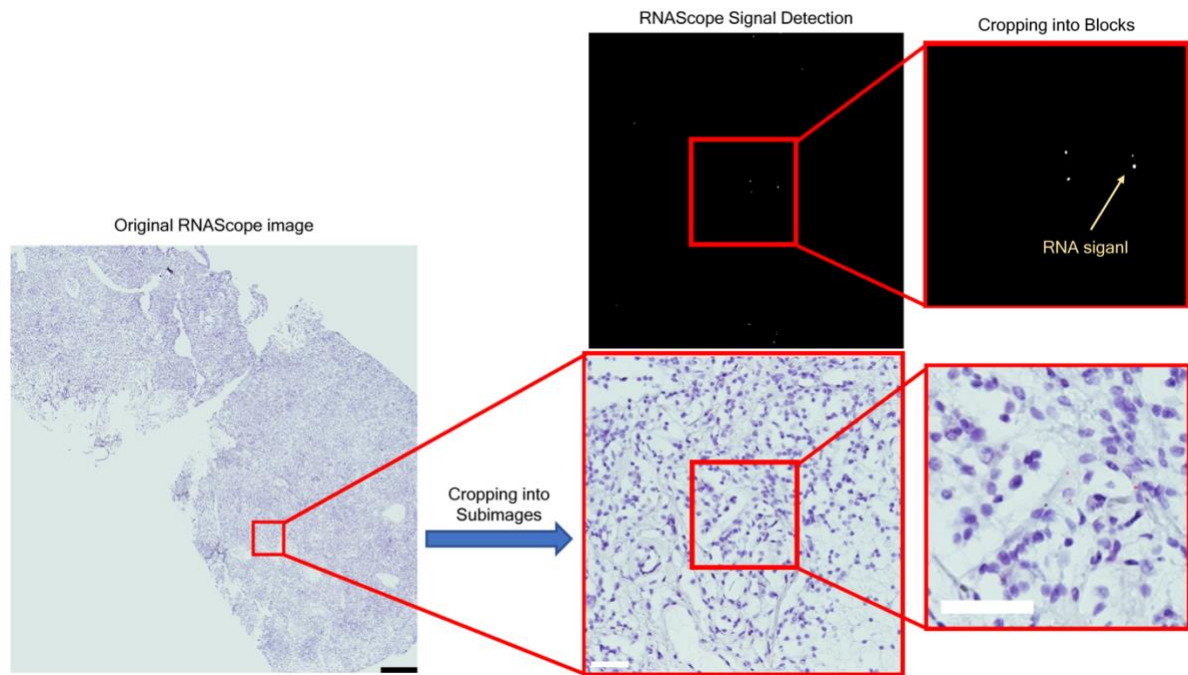 RNAScope Signal Detection
Cropping into Blocks
RNA siganl
Original RNAScope image
Cropping into
Subimages